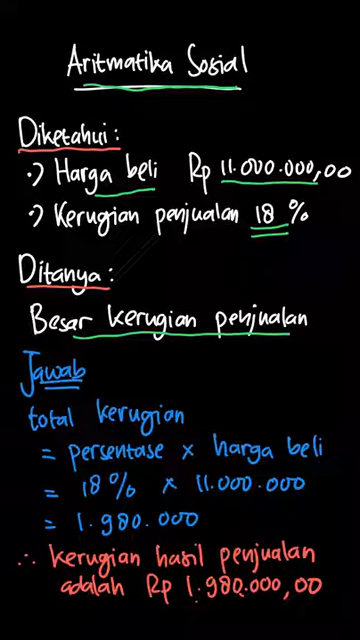 Aritmatika Sosial
Diketahui :
•) Harga beli Rp 11.000.000,00
•) Kerugian penjualan 18 %
Ditanya :
Besar kerugian penjualan
Jawab
total kerugian
= persentase x harga beli
= 18 % x 11.000.000
= 1.980.000
∴ kerugian hasil penjualan
adalah Rp 1.980.000,00